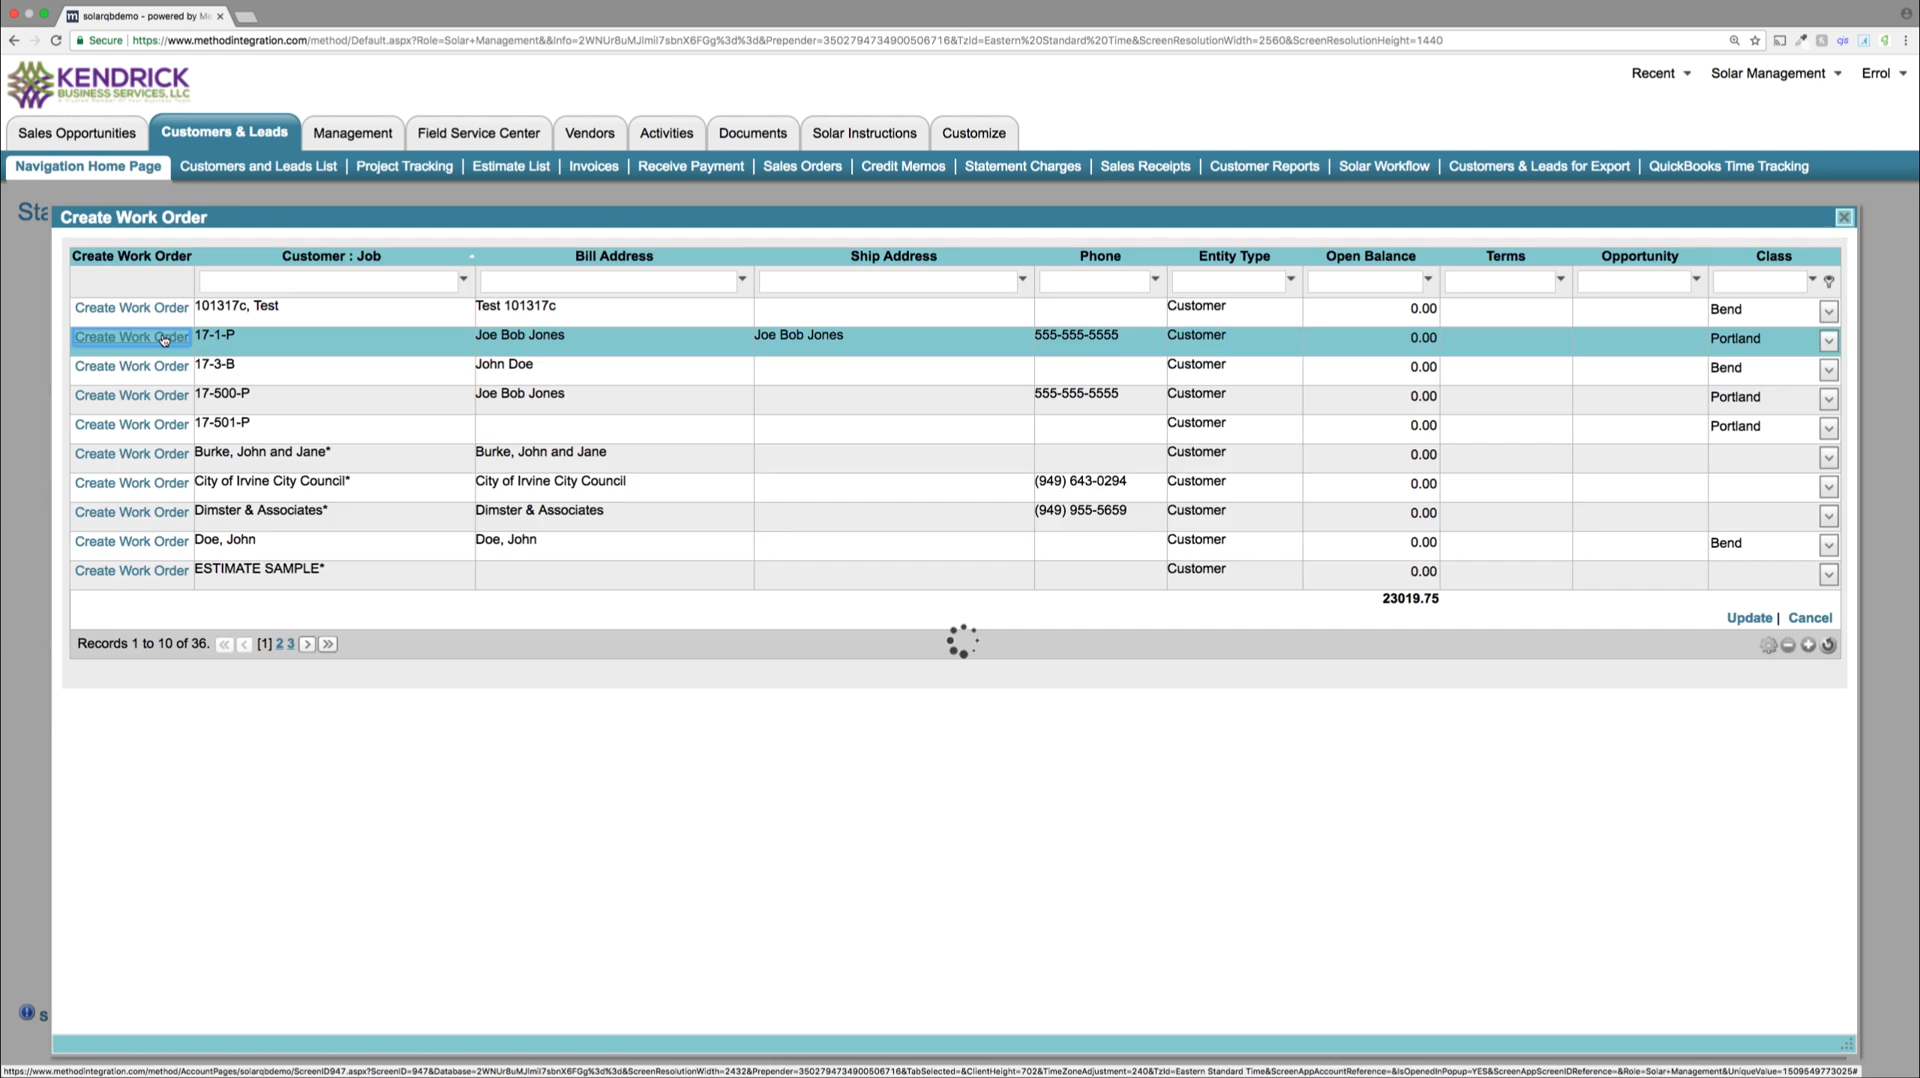 solarqbdemo - powered by Me
Secure https://www.methodintegration.com/method/Default.aspx?Role=Solar+Management&&Info=2WNUr8uMJlmiI7sbnX6FGg%3d%3d&Prepender=3502794734900506716&TzId=Eastern%20Standard%20Time&ScreenResolutionWidth=2560&ScreenResolutionHeight=1440
KENDRICK
BUSINESS SERVICES, LLC
Recent Solar Management Errol
Sales Opportunities Customers & Leads Management Field Service Center Vendors Activities Documents Solar Instructions Customize
Navigation Home Page Customers and Leads List | Project Tracking | Estimate List | Invoices | Receive Payment | Sales Orders | Credit Memos | Statement Charges | Sales Receipts | Customer Reports | Solar Workflow | Customers & Leads for Export | QuickBooks Time Tracking
Sta
Create Work Order
Create Work Order Customer : Job Bill Address Ship Address Phone Entity Type Open Balance Terms Opportunity Class
Create Work Order 101317c, Test Test 101317c Customer 0.00 Bend
Create Work Order 17-1-P Joe Bob Jones Joe Bob Jones 555-555-5555 Customer 0.00 Portland
Create Work Order 17-3-B John Doe Customer 0.00 Bend
Create Work Order 17-500-P Joe Bob Jones 555-555-5555 Customer 0.00 Portland
Create Work Order 17-501-P Customer 0.00 Portland
Create Work Order Burke, John and Jane* Burke, John and Jane Customer 0.00
Create Work Order City of Irvine City Council* City of Irvine City Council (949) 643-0294 Customer 0.00
Create Work Order Dimster & Associates* Dimster & Associates (949) 955-5659 Customer 0.00
Create Work Order Doe, John Doe, John Customer 0.00 Bend
Create Work Order ESTIMATE SAMPLE* Customer 0.00
23019.75
Update | Cancel
Records 1 to 10 of 36. [1] 2 3
S